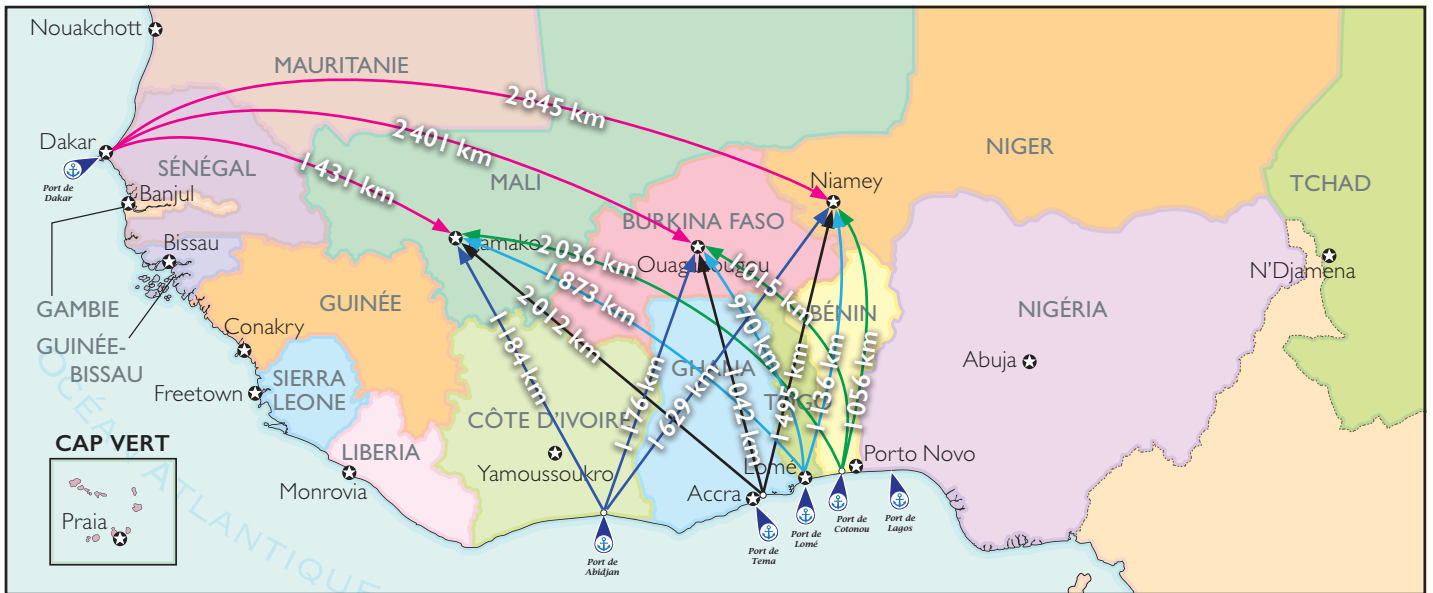 Nouakchott
MAURITANIE
2 845 km
Dakar
Port de
Dakar
2 401 km
NIGER
SÉNÉGAL
1 431 km
MALI
Niamey
TCHAD
Banjul
BURKINA FASO
Bissau
Bamako
2 036 km
Ouagadougou
1 015 km
N'Djamena
GAMBIE
GUINÉE
1 873 km
970 km
BÉNIN
NIGÉRIA
GUINÉE-
BISSAU
Conakry
2 012 km
Abuja
SIERRA
LEONE
1 184 km
GHANA
1 136 km
1 056 km
Freetown
1 176 km
1 629 km
1 042 km
1 495 km
TOGO
CÔTE D'IVOIRE
OCÉAN ATLANTIQUE
CAP VERT
LIBERIA
Yamoussoukro
Lomé
Porto Novo
Monrovia
Accra
Praia
Port de
Abidjan
Port de
Tema
Port de
Lomé
Port de
Cotonou
Port de
Lagos